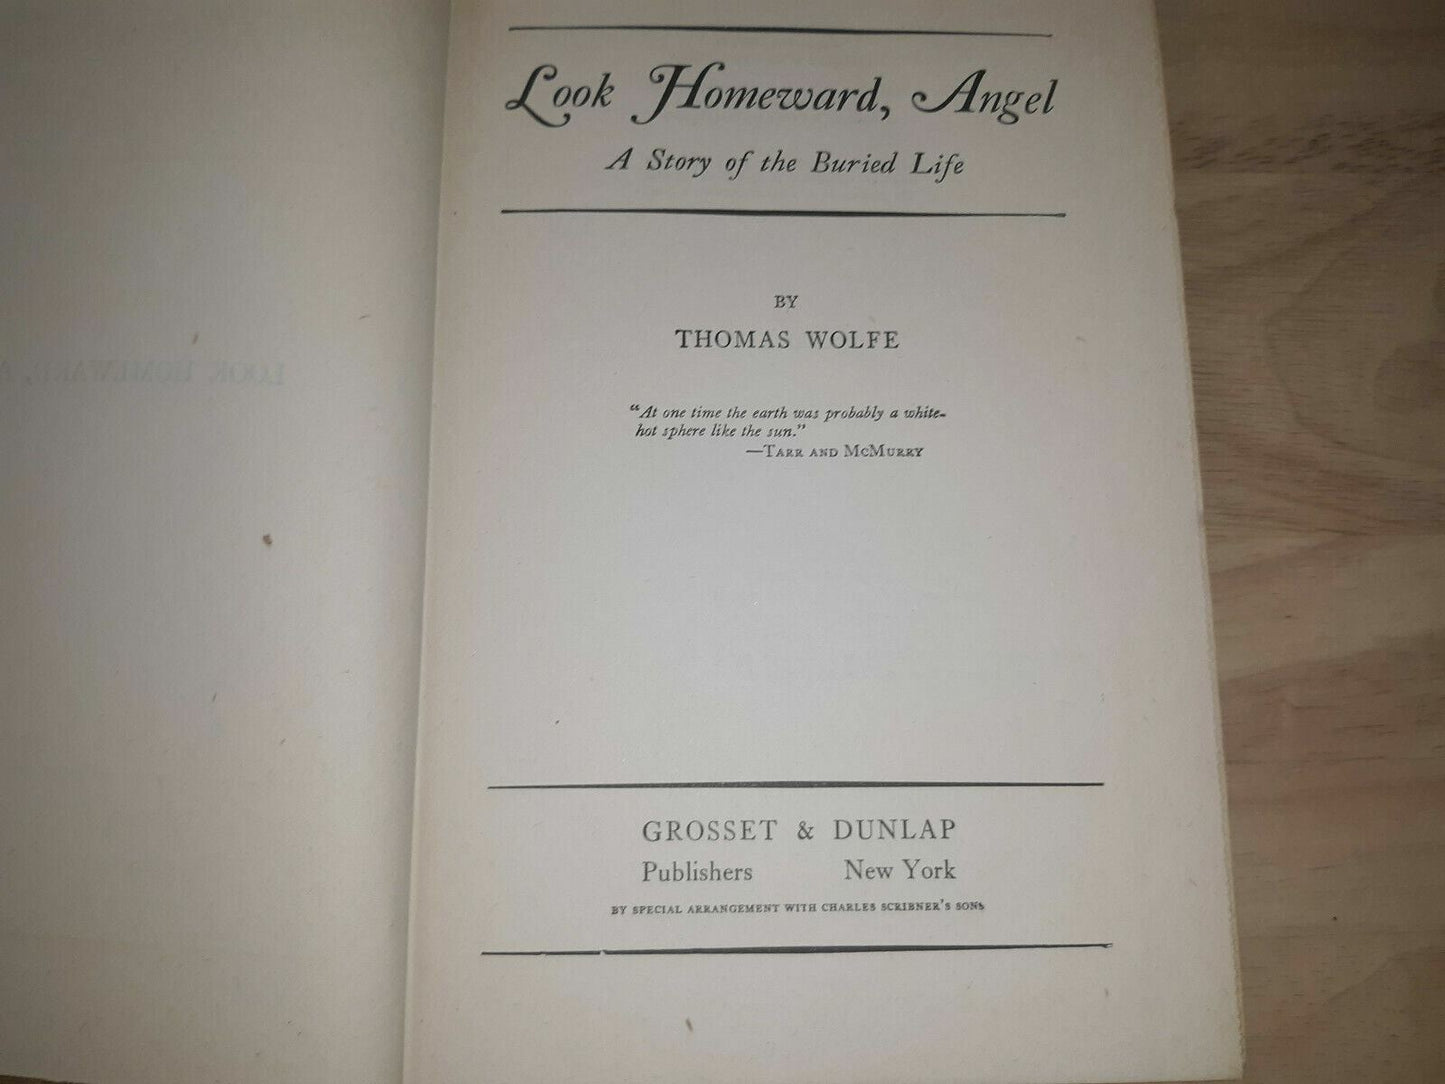 Look Homeward, Angel
A Story of the Buried Life
BY
THOMAS WOLFE
"At one time the earth was probably a white-
hot sphere like the sun."
—TARR AND MCMURRY
GROSSET & DUNLAP
Publishers New York
BY SPECIAL ARRANGEMENT WITH CHARLES SCRIBNER'S SONS
LOOK HOMEWARD, A